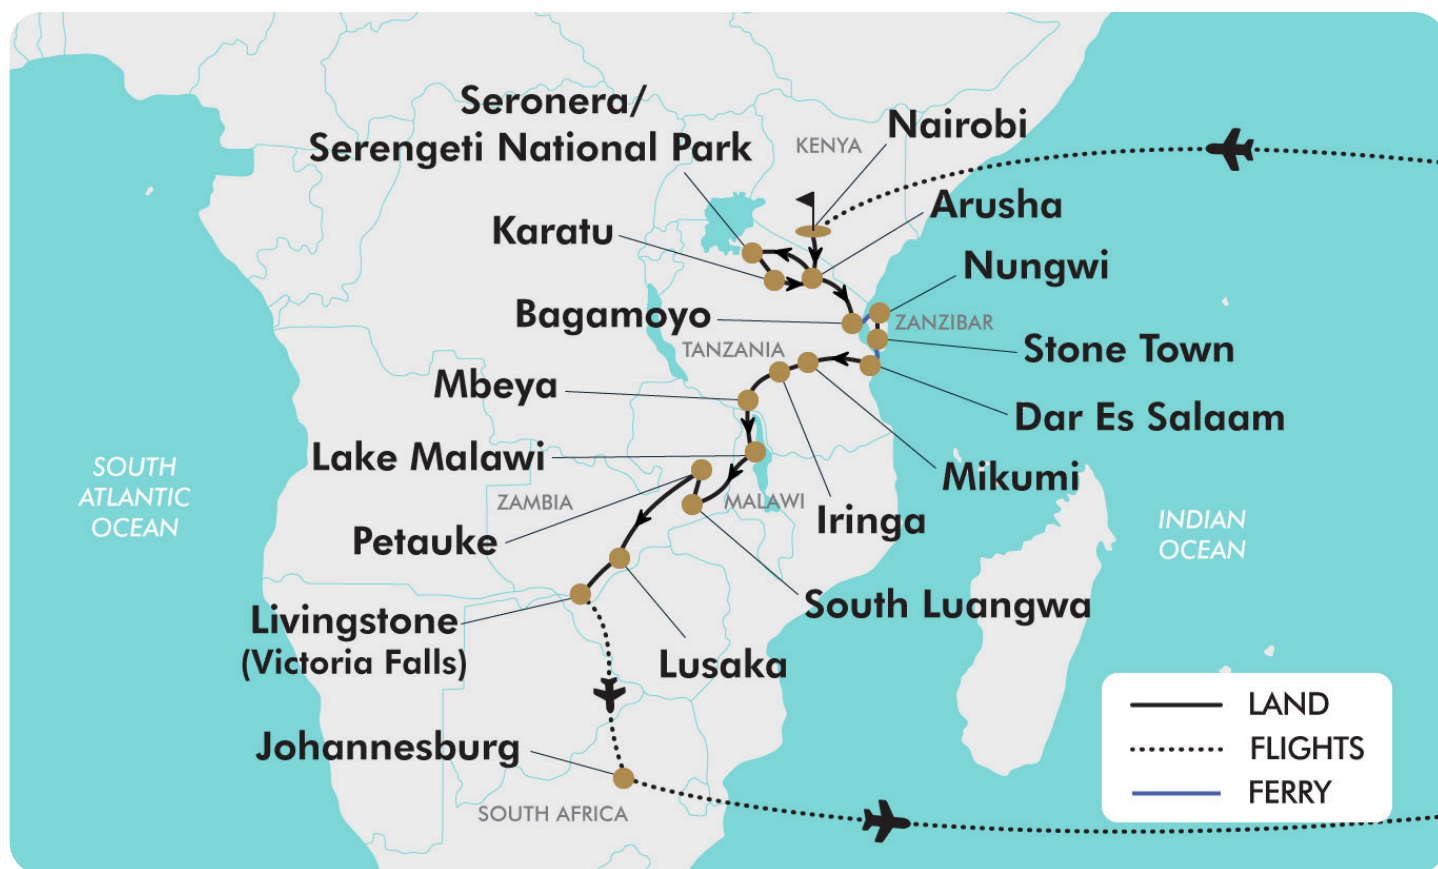 Seronera/
Serengeti National Park
KENYA
Nairobi
Karatu
Arusha
Nungwi
Bagamoyo
ZANZIBAR
TANZANIA
Stone Town
Mbeya
Dar Es Salaam
Lake Malawi
Mikumi
SOUTH
ATLANTIC
OCEAN
ZAMBIA
MALAWI
Iringa
INDIAN
OCEAN
Petauke
South Luangwa
Livingstone
(Victoria Falls)
Lusaka
Johannesburg
SOUTH AFRICA
LAND
FLIGHTS
FERRY